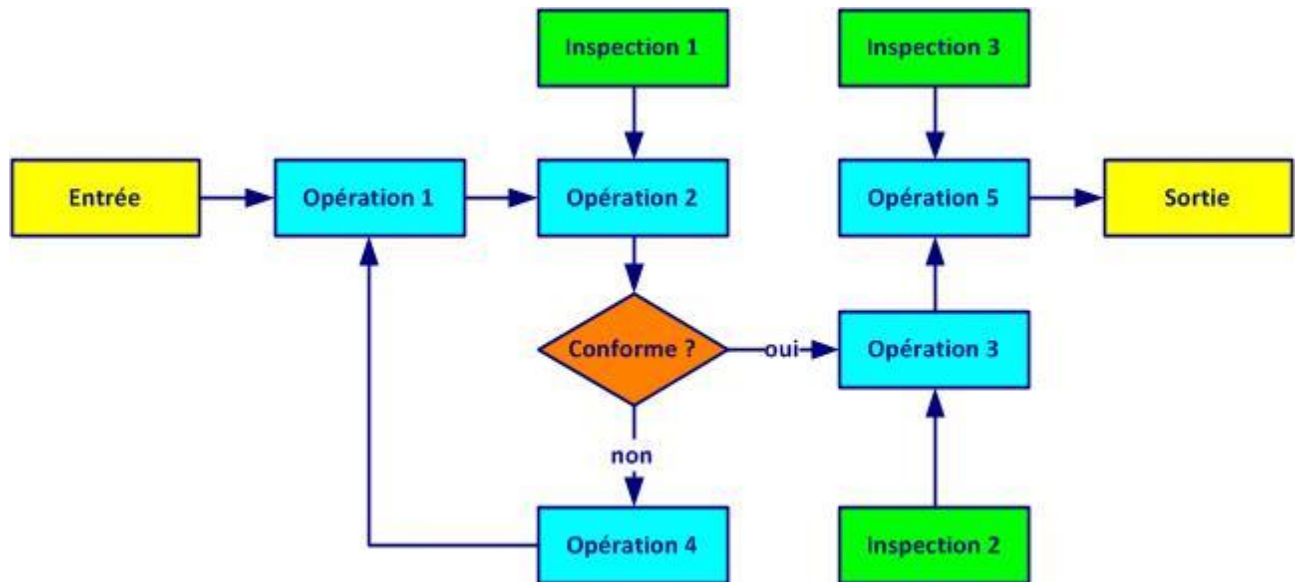 Inspection 1
Inspection 3
Entrée
Opération 1
Opération 2
Opération 5
Sortie
Conforme ?
oui
Opération 3
non
Opération 4
Inspection 2